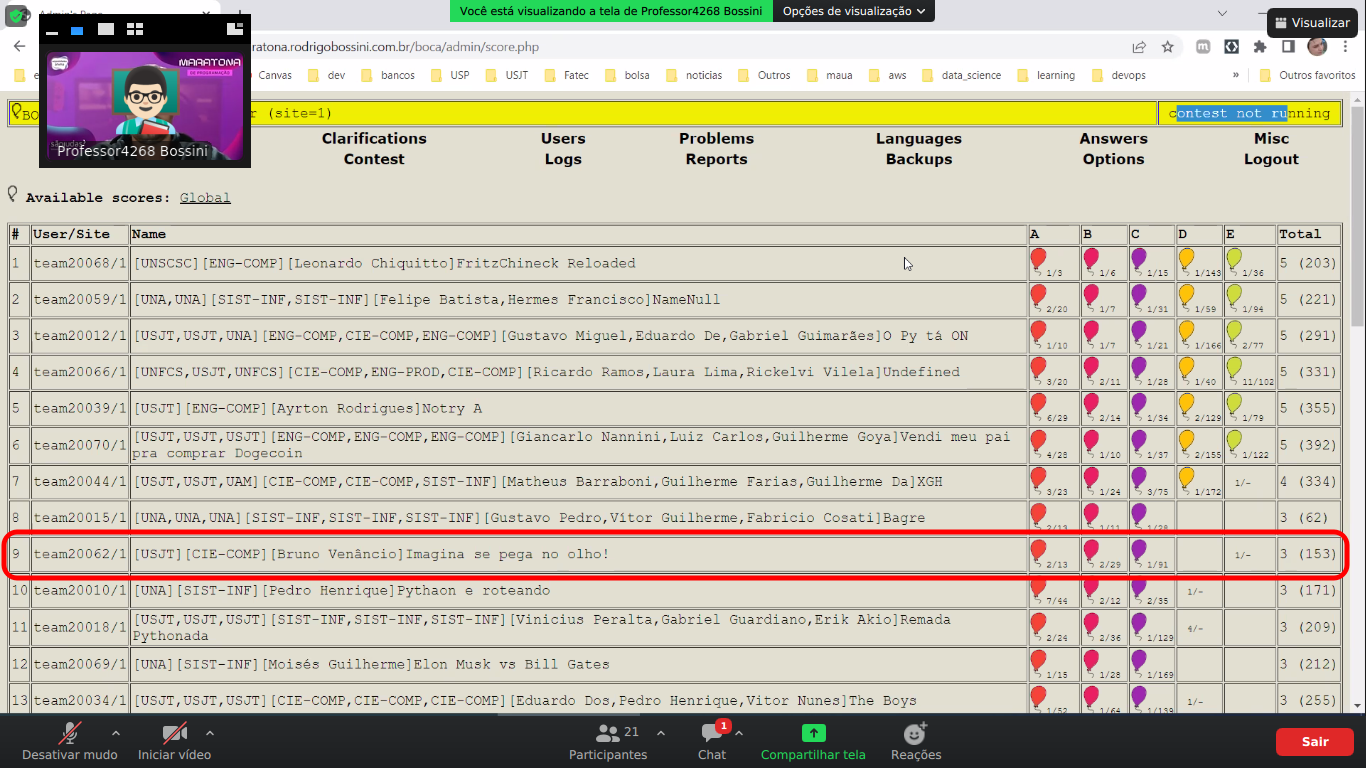 Você está visualizando a tela de Professor4268 Bossini
Opções de visualização
Visualizar
ratona.rodrigobossini.com.br/boca/admin/score.php
Canvas dev bancos USP USJT Fatec bolsa noticias Outros maua aws data_science learning devops » Outros favoritos
MARATONA
DE PROGRAMAÇÃO
Professor4268 Bossini
BO
r (site=1)
contest not running
Clarifications Users Problems Languages Answers Misc
Contest Logs Reports Backups Options Logout
Available scores: Global
# User/Site Name A B C D E Total
1 team20068/1 [UNSCSC][ENG-COMP][Leonardo Chiquitto]FritzChineck Reloaded 1/3 1/6 1/15 1/143 1/36 5 (203)
2 team20059/1 [UNA,UNA][SIST-INF,SIST-INF][Felipe Batista,Hermes Francisco]NameNull 2/20 1/7 1/31 1/59 1/94 5 (221)
3 team20012/1 [USJT,USJT,UNA][ENG-COMP,CIE-COMP,ENG-COMP][Gustavo Miguel,Eduardo De,Gabriel Guimarães]O Py tá ON 1/10 1/7 1/21 1/166 2/77 5 (291)
4 team20066/1 [UNFCS,USJT,UNFCS][CIE-COMP,ENG-PROD,CIE-COMP][Ricardo Ramos,Laura Lima,Rickelvi Vilela]Undefined 3/20 2/11 1/28 1/40 11/102 5 (331)
5 team20039/1 [USJT][ENG-COMP][Ayrton Rodrigues]Notry A 6/29 2/14 1/34 2/129 1/79 5 (355)
6 team20070/1 [USJT,USJT,USJT][ENG-COMP,ENG-COMP,ENG-COMP][Giancarlo Nannini,Luiz Carlos,Guilherme Goya]Vendi meu pai
pra comprar Dogecoin 4/28 1/10 1/37 2/155 1/122 5 (392)
7 team20044/1 [USJT,USJT,UAM][CIE-COMP,CIE-COMP,SIST-INF][Matheus Barraboni,Guilherme Farias,Guilherme Da]XGH 3/23 1/24 3/75 1/172 1/- 4 (334)
8 team20015/1 [UNA,UNA,UNA][SIST-INF,SIST-INF,SIST-INF][Gustavo Pedro,Vítor Guilherme,Fabricio Cosati]Bagre 2/13 1/11 1/28 3 (62)
9 team20062/1 [USJT][CIE-COMP][Bruno Venâncio]Imagina se pega no olho! 2/13 2/29 1/91 1/- 3 (153)
10 team20010/1 [UNA][SIST-INF][Pedro Henrique]Pythaon e roteando 7/44 2/12 2/35 1/- 3 (171)
11 team20018/1 [USJT,USJT,USJT][SIST-INF,SIST-INF,SIST-INF][Vinicius Peralta,Gabriel Guardiano,Erik Akio]Remada
Pythonada 2/24 2/36 1/129 4/- 3 (209)
12 team20069/1 [UNA][SIST-INF][Moisés Guilherme]Elon Musk vs Bill Gates 1/15 1/28 1/169 3 (212)
13 team20034/1 [USJT,USJT,USJT][CIE-COMP,CIE-COMP,CIE-COMP][Eduardo Dos,Pedro Henrique,Vitor Nunes]The Boys 1/52 1/64 1/139 1/- 3 (255)
21 1
Desativar mudo Iniciar vídeo Participantes Chat Compartilhar tela Reações Sair